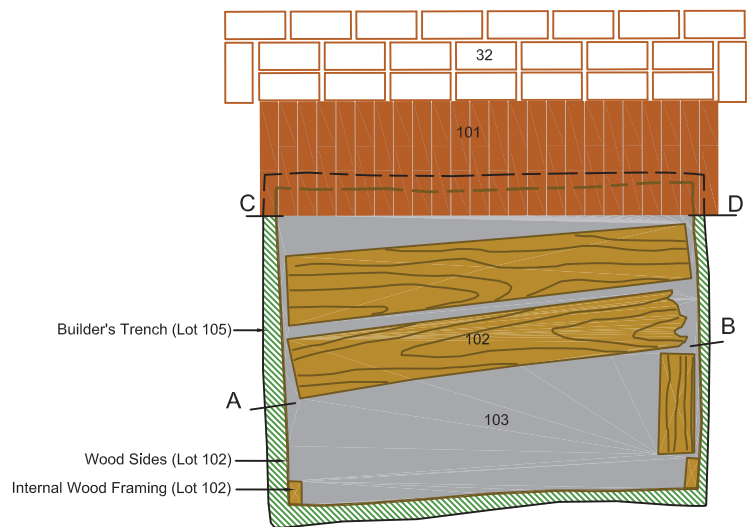 32
101
C
D
Builder's Trench (Lot 105)
B
102
A
103
Wood Sides (Lot 102)
Internal Wood Framing (Lot 102)